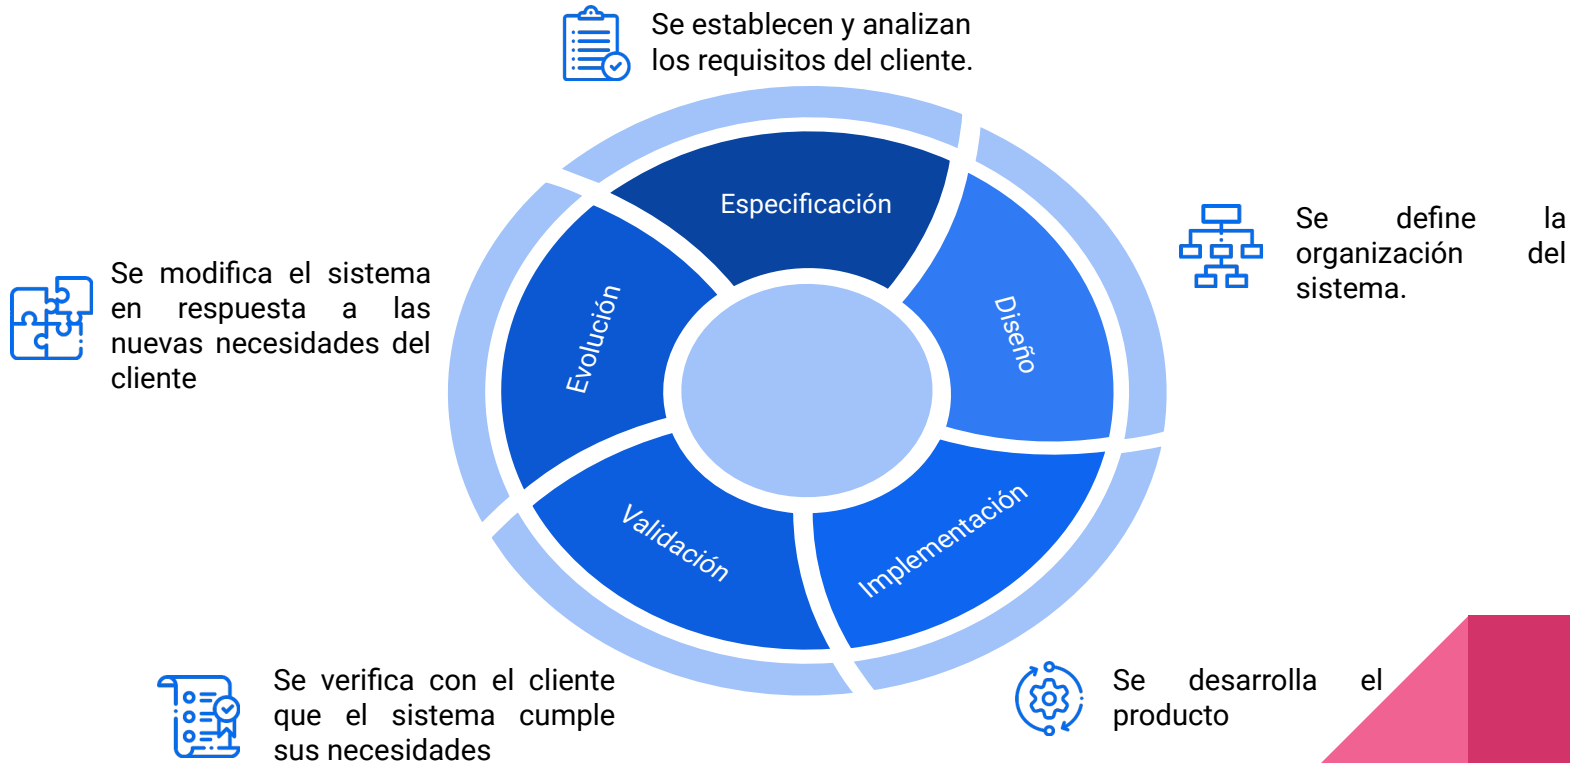 Se establecen y analizan
los requisitos del cliente.
Especificación
Se define la
organización del
sistema.
Diseño
Se modifica el sistema
en respuesta a las
nuevas necesidades del
cliente
Evolución
Validación
Implementación
Se verifica con el cliente
que el sistema cumple
sus necesidades
Se desarrolla el
producto